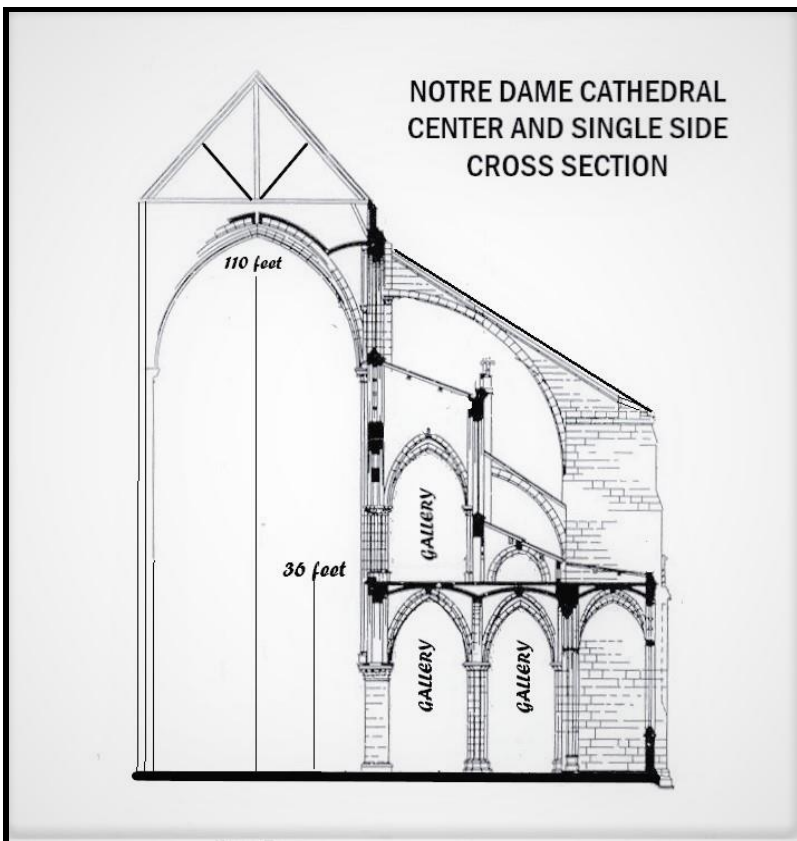 NOTRE DAME CATHEDRAL
CENTER AND SINGLE SIDE
CROSS SECTION
110 feet
GALLERY
36 feet
GALLERY
GALLERY